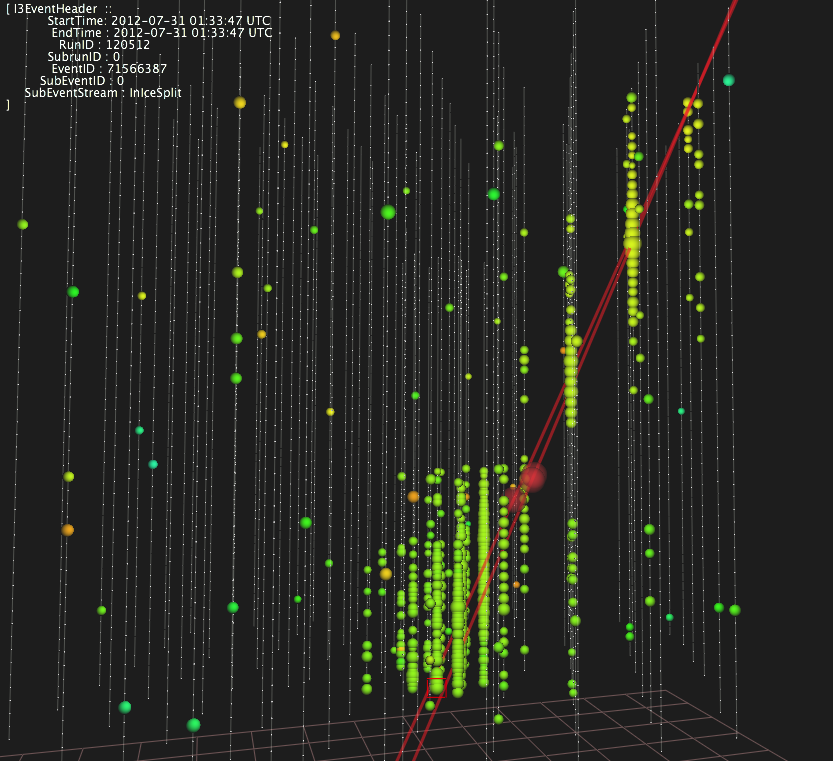 [ I3EventHeader ::
StartTime: 2012-07-31 01:33:47 UTC
EndTime : 2012-07-31 01:33:47 UTC
RunID : 120512
SubrunID : 0
EventID : 71566387
SubEventID : 0
SubEventStream : InIceSplit
]